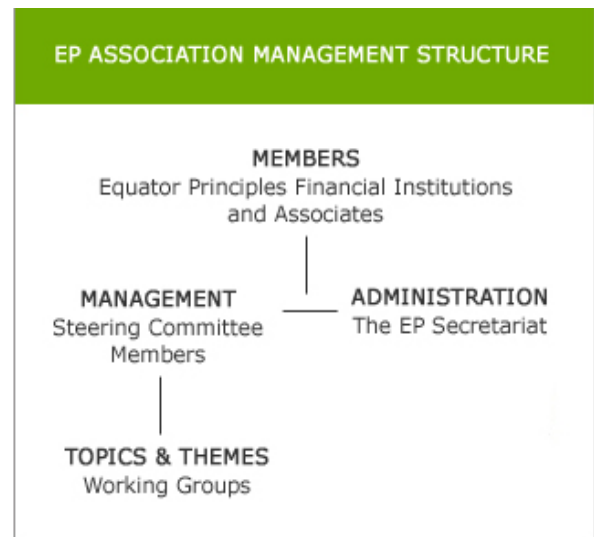 EP ASSOCIATION MANAGEMENT STRUCTURE
MEMBERS
Equator Principles Financial Institutions
and Associates
MANAGEMENT
Steering Committee
Members
ADMINISTRATION
The EP Secretariat
TOPICS & THEMES
Working Groups